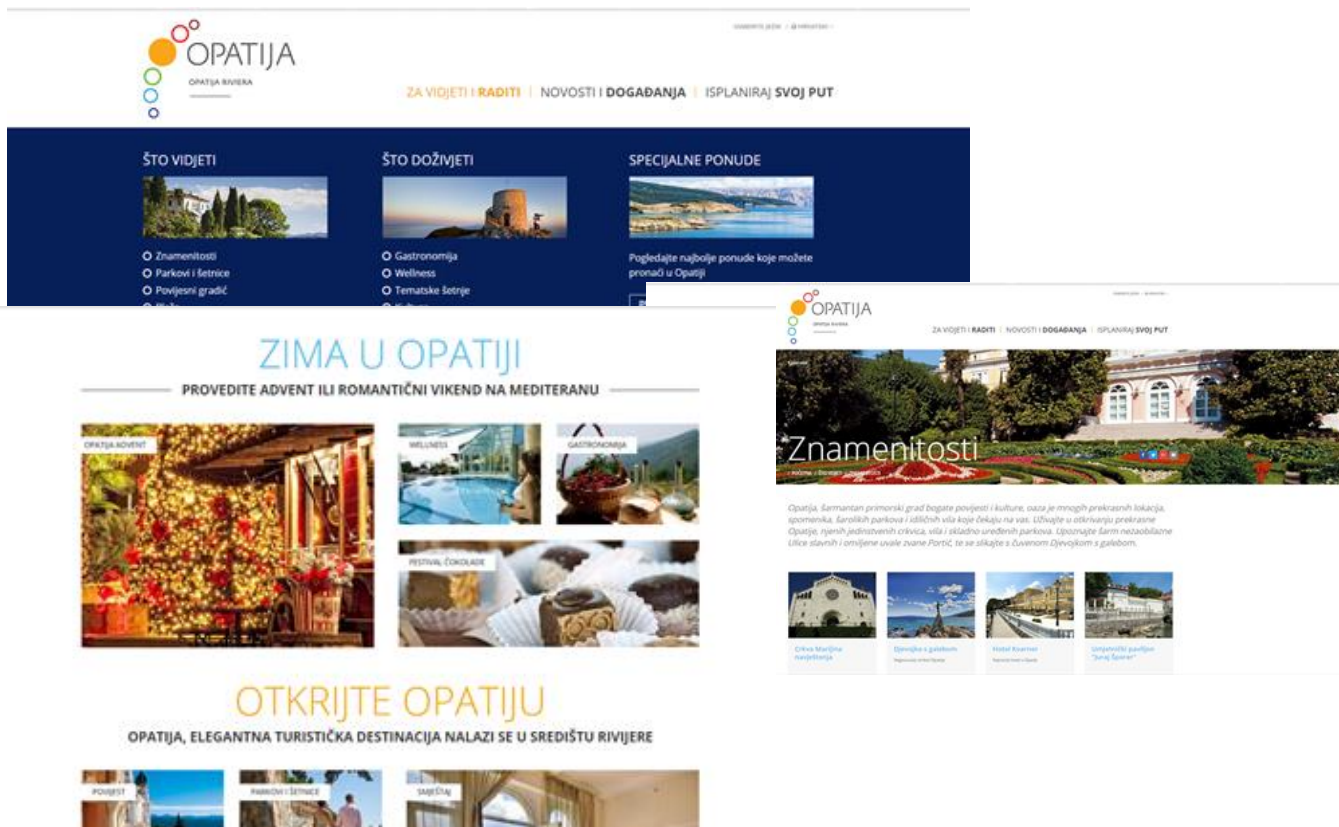 OPATIJA
OPATIJA RIVIERA
ZA VIDJETI I RADITI | NOVOSTI I DOGAĐANJA | ISPLANIRAJ SVOJ PUT
ŠTO VIDJETI
Znamenitosti
Parkovi i šetnice
Povijesni gradić
ŠTO DOŽIVJETI
Gastronomija
Wellness
Tematske šetnje
SPECIJALNE PONUDE
Pogledajte najbolje ponude koje možete
pronaći u Opatiji
ZIMA U OPATIJI
PROVEDITE ADVENT ILI ROMANTIČNI VIKEND NA MEDITERANU
OPATIJA ADVENT
WELLNESS
GASTRONOMIJA
FESTIVAL ČOKOLADE
OTKRIJTE OPATIJU
OPATIJA, ELEGANTNA TURISTIČKA DESTINACIJA NALAZI SE U SREDIŠTU RIVIJERE
POVIJEST
PARKOVI I ŠETNICE
SMJEŠTAJ
OPATIJA
OPATIJA RIVIERA
ZA VIDJETI I RADITI | NOVOSTI I DOGAĐANJA | ISPLANIRAJ SVOJ PUT
Znamenitosti
Opatija, šarmantan primorski grad bogate povijesti i kulture, oaza je mnogih prekrasnih lokacija,
spomenika, šarolikih parkova i idiličnih vila koje čekaju na vas. Uživajte u otkrivanju prekrasne
Opatije, njenih jedinstvenih crkvica, vila i skladno uređenih parkova. Upoznajte šarm nezaobilazne
Ulice slavnih i omiljene uvale zvane Portić, te se slikajte s čuvenom Djevojkom s galebom.
Crkva Marijina
navještenja
Djevojka s galebom
Hotel Kvarner
Umjetnički paviljon
"Juraj Šporer"